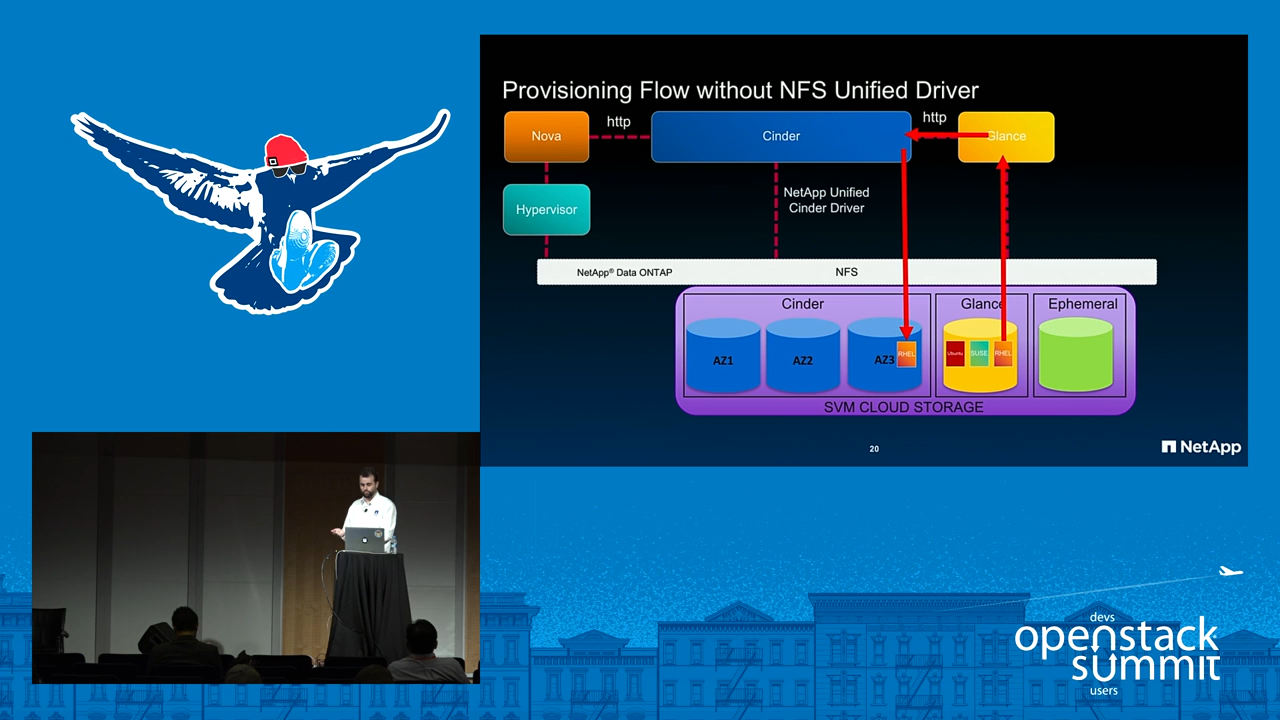 Provisioning Flow without NFS Unified Driver
Nova
http
Cinder
http
Glance
Hypervisor
NetApp Unified
Cinder Driver
NetApp® Data ONTAP
NFS
Cinder
Glance
Ephemeral
AZ1
AZ2
AZ3
RHEL
Ubuntu
SUSE
RHEL
SVM CLOUD STORAGE
20
NetApp
devs
openstack
summit
users